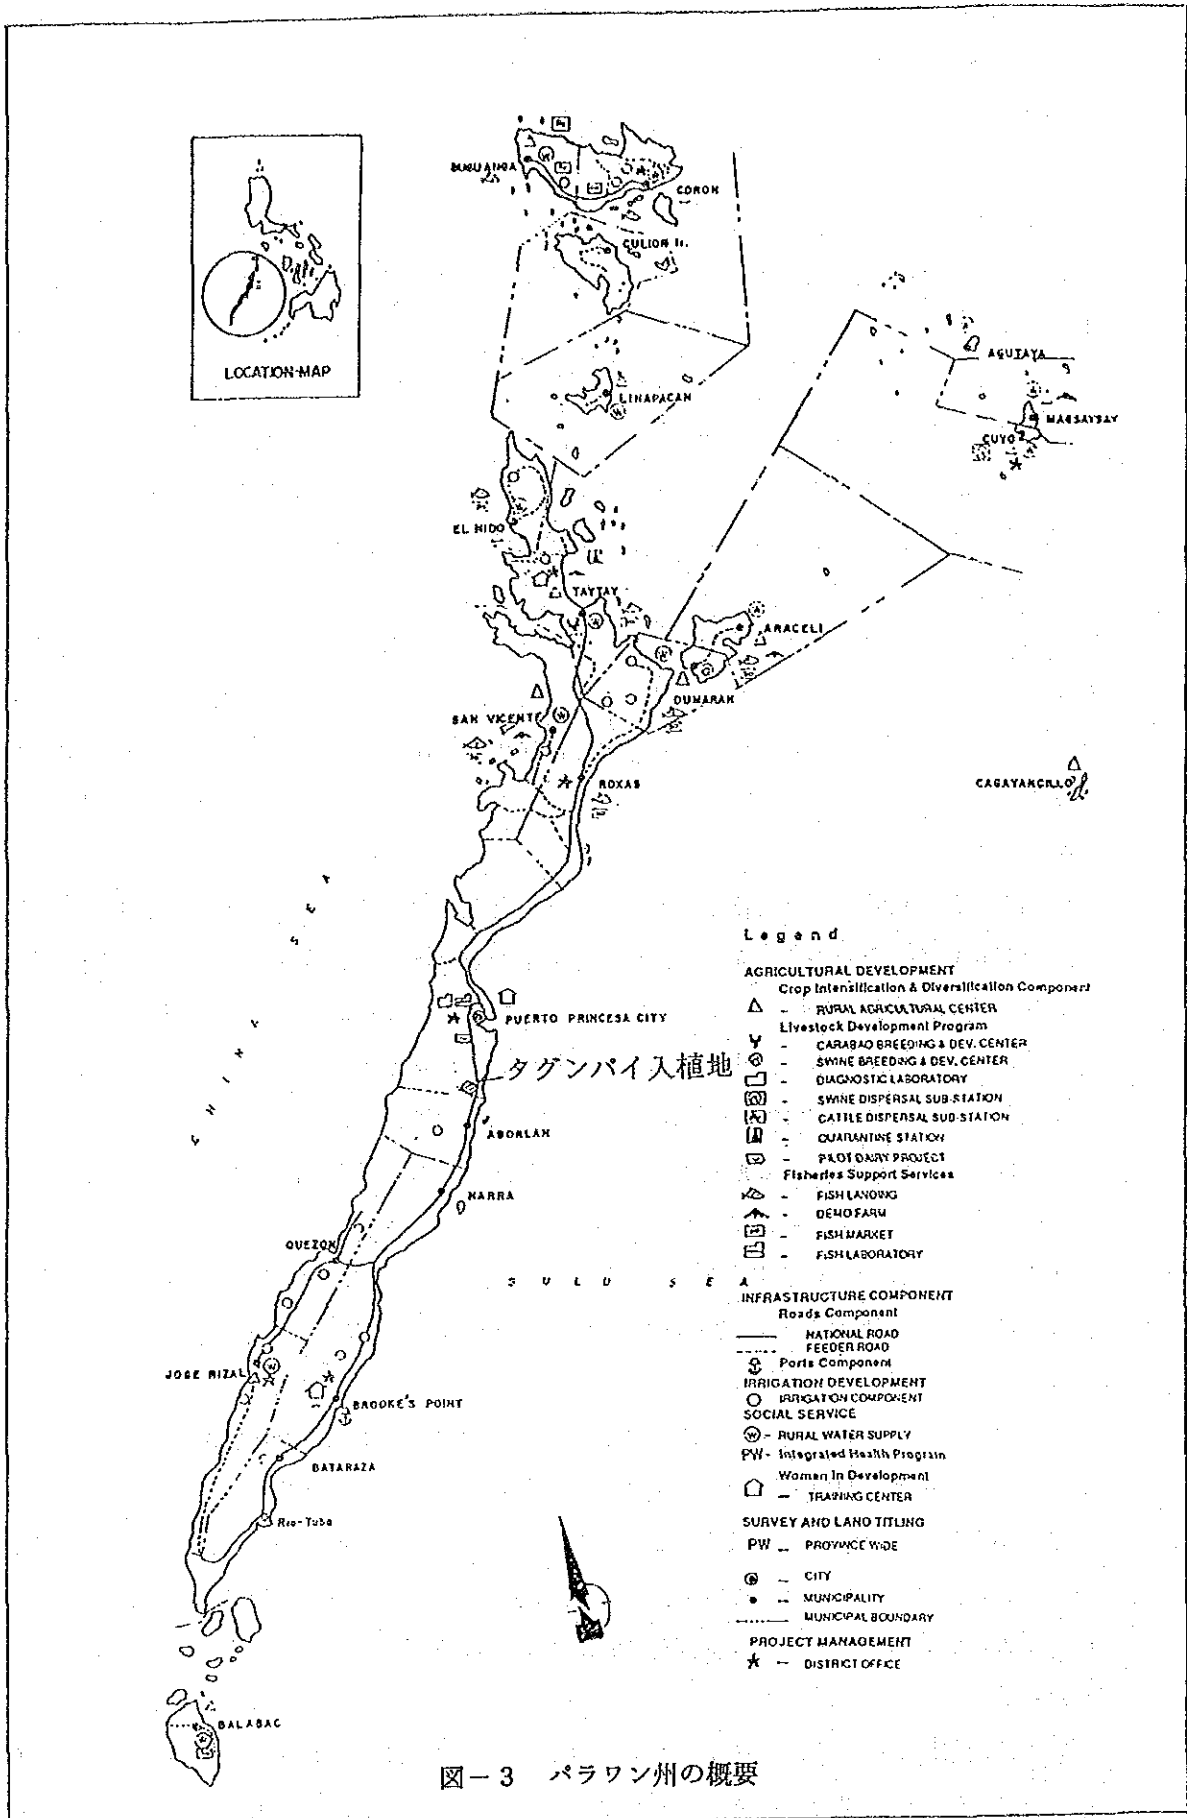 LOCATION-MAP
BUSUANGA
CORON
CULION Is.
LINAPACAN
AGUTAYA
MAGSAYSAY
CUYO
EL NIDO
TAYTAY
ARACELI
DUMARAN
SAN VICENTE
ROXAS
CAGAYANCILLO
CHINA SEA
PUERTO PRINCESA CITY
タグンパイ入植地
ABORLAN
NARRA
QUEZON
SULU SEA
JOSE RIZAL
BROOKE'S POINT
BATARAZA
Rio-Tuba
BALABAC
Legend
AGRICULTURAL DEVELOPMENT
Crop Intensification & Diversification Component
- RURAL AGRICULTURAL CENTER
Livestock Development Program
- CARABAO BREEDING & DEV. CENTER
- SWINE BREEDING & DEV. CENTER
- DIAGNOSTIC LABORATORY
- SWINE DISPERSAL SUB-STATION
- CATTLE DISPERSAL SUB-STATION
- QUARANTINE STATION
- PILOT DAIRY PROJECT
Fisheries Support Services
- FISH LANDING
- DEMO FARM
- FISH MARKET
- FISH LABORATORY
INFRASTRUCTURE COMPONENT
Roads Component
NATIONAL ROAD
FEEDER ROAD
Ports Component
IRRIGATION DEVELOPMENT
IRRIGATION COMPONENT
SOCIAL SERVICE
W - RURAL WATER SUPPLY
PW - Integrated Health Program
Women In Development
- TRAINING CENTER
SURVEY AND LAND TITLING
PW - PROVINCE WIDE
- CITY
- MUNICIPALITY
MUNICIPAL BOUNDARY
PROJECT MANAGEMENT
- DISTRICT OFFICE
図-3 パラワン州の概要